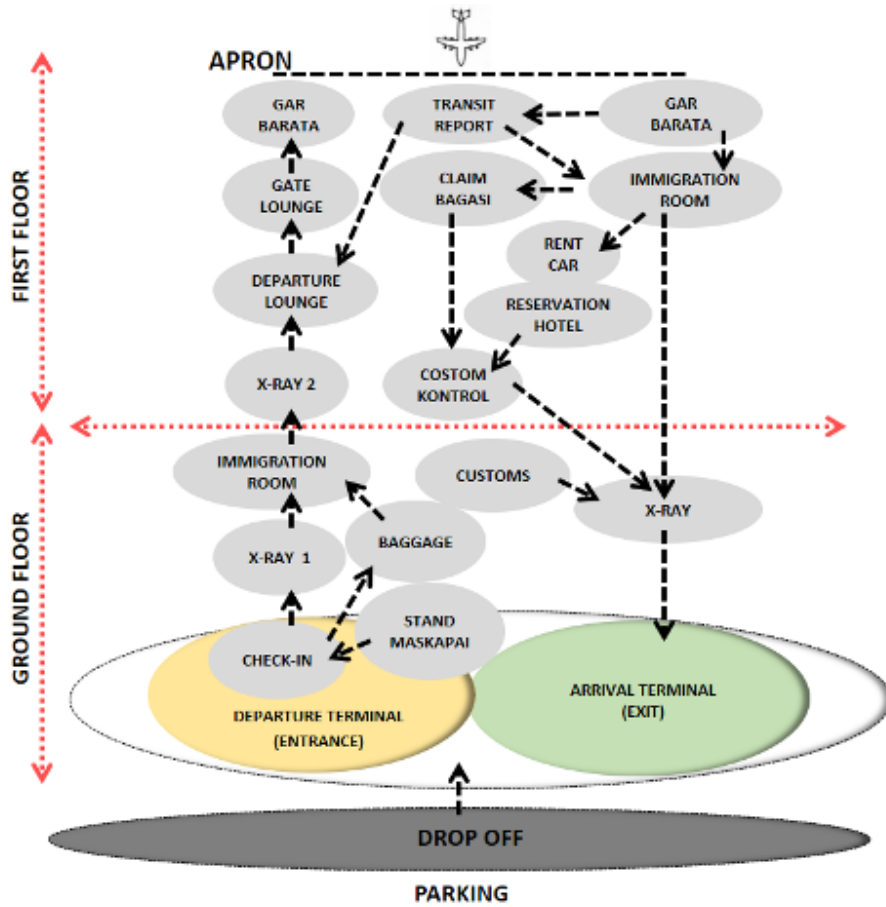 APRON
GAR
BARATA
TRANSIT
REPORT
GAR
BARATA
GATE
LOUNGE
CLAIM
BAGASI
IMMIGRATION
ROOM
RENT
CAR
DEPARTURE
LOUNGE
RESERVATION
HOTEL
X-RAY 2
COSTOM
KONTROL
FIRST FLOOR
IMMIGRATION
ROOM
CUSTOMS
X-RAY
X-RAY 1
BAGGAGE
STAND
MASKAPAI
CHECK-IN
DEPARTURE TERMINAL
(ENTRANCE)
ARRIVAL TERMINAL
(EXIT)
GROUND FLOOR
DROP OFF
PARKING